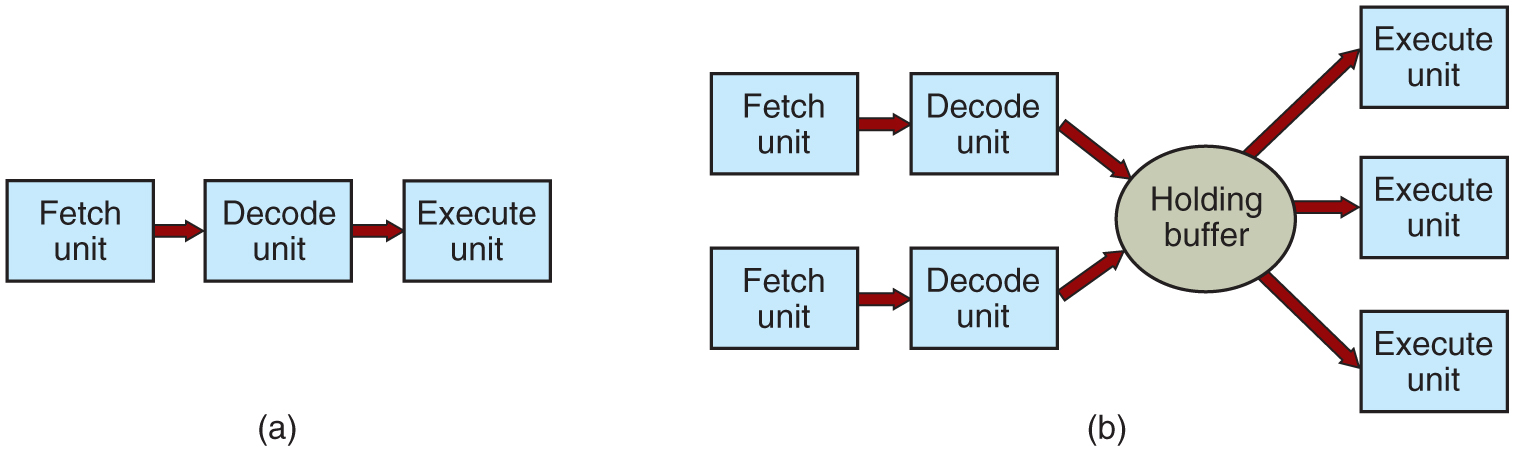 Fetch
unit
Decode
unit
Execute
unit
(a)
Fetch
unit
Decode
unit
Fetch
unit
Decode
unit
Holding
buffer
Execute
unit
Execute
unit
Execute
unit
(b)